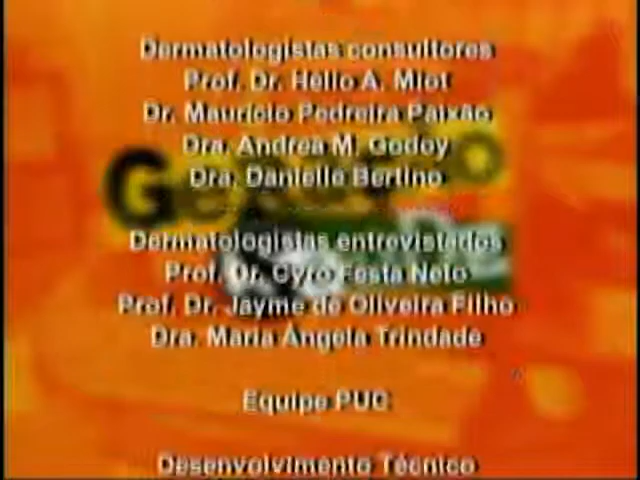 Dermatologistas consultores
Prof. Dr. Hélio A. Miot
Dr. Maurício Pedreira Paixão
Dra. Andrea M. Godoy
Dra. Danielle Bertino
Dermatologistas entrevistados
Prof. Dr. Cyro Festa Neto
Prof. Dr. Jayme de Oliveira Filho
Dra. Maria Ângela Trindade
Equipe PUC
Desenvolvimento Técnico